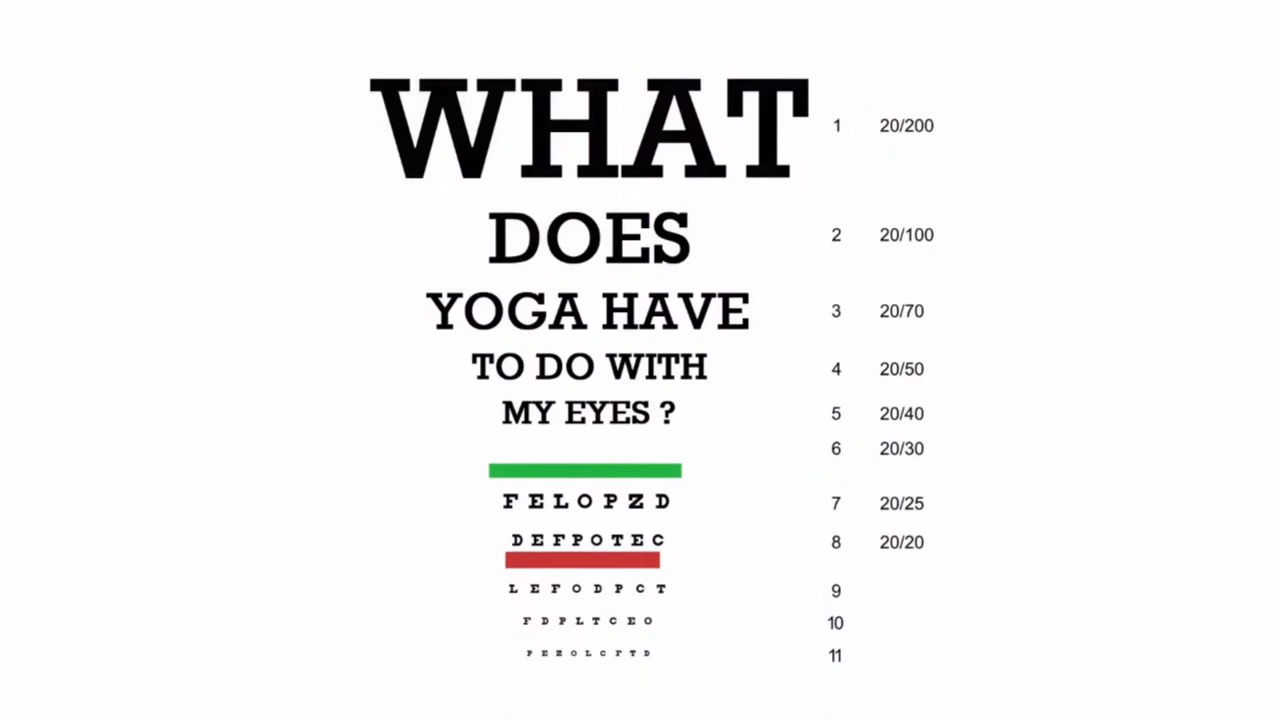 WHAT 1 20/200
DOES 2 20/100
YOGA HAVE 3 20/70
TO DO WITH 4 20/50
MY EYES ? 5 20/40
6 20/30
F E L O P Z D 7 20/25
D E F P O T E C 8 20/20
L E F O D P C T 9
F D P L T C E O 10
P E Z O L C F T D 11